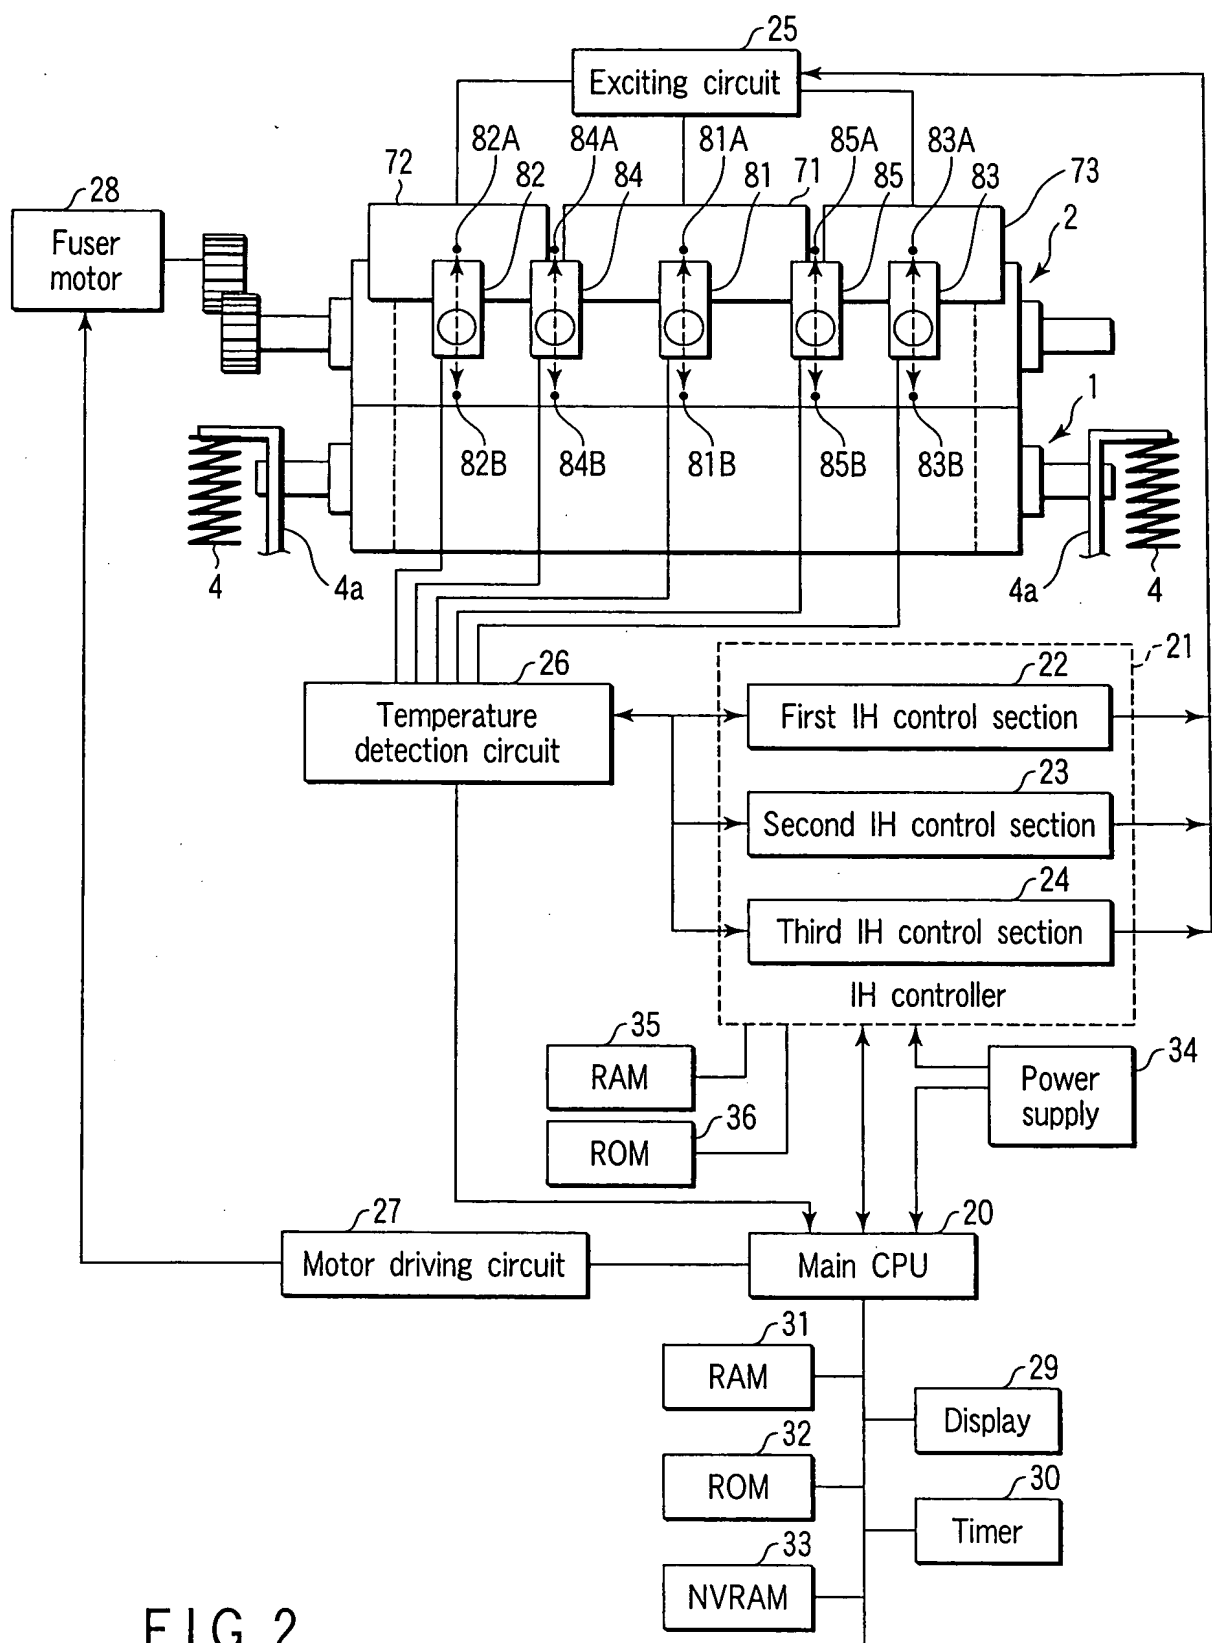 25
Exciting circuit
82A
84A
81A
85A
83A
72
82
84
81
71
85
83
73
28
Fuser
motor
2
1
82B
84B
81B
85B
83B
4
4a
4a
4
21
26
Temperature
detection circuit
22
First IH control section
23
Second IH control section
24
Third IH control section
IH controller
35
RAM
36
ROM
34
Power
supply
27
Motor driving circuit
20
Main CPU
31
RAM
29
Display
32
ROM
30
Timer
33
NVRAM
FIG. 2